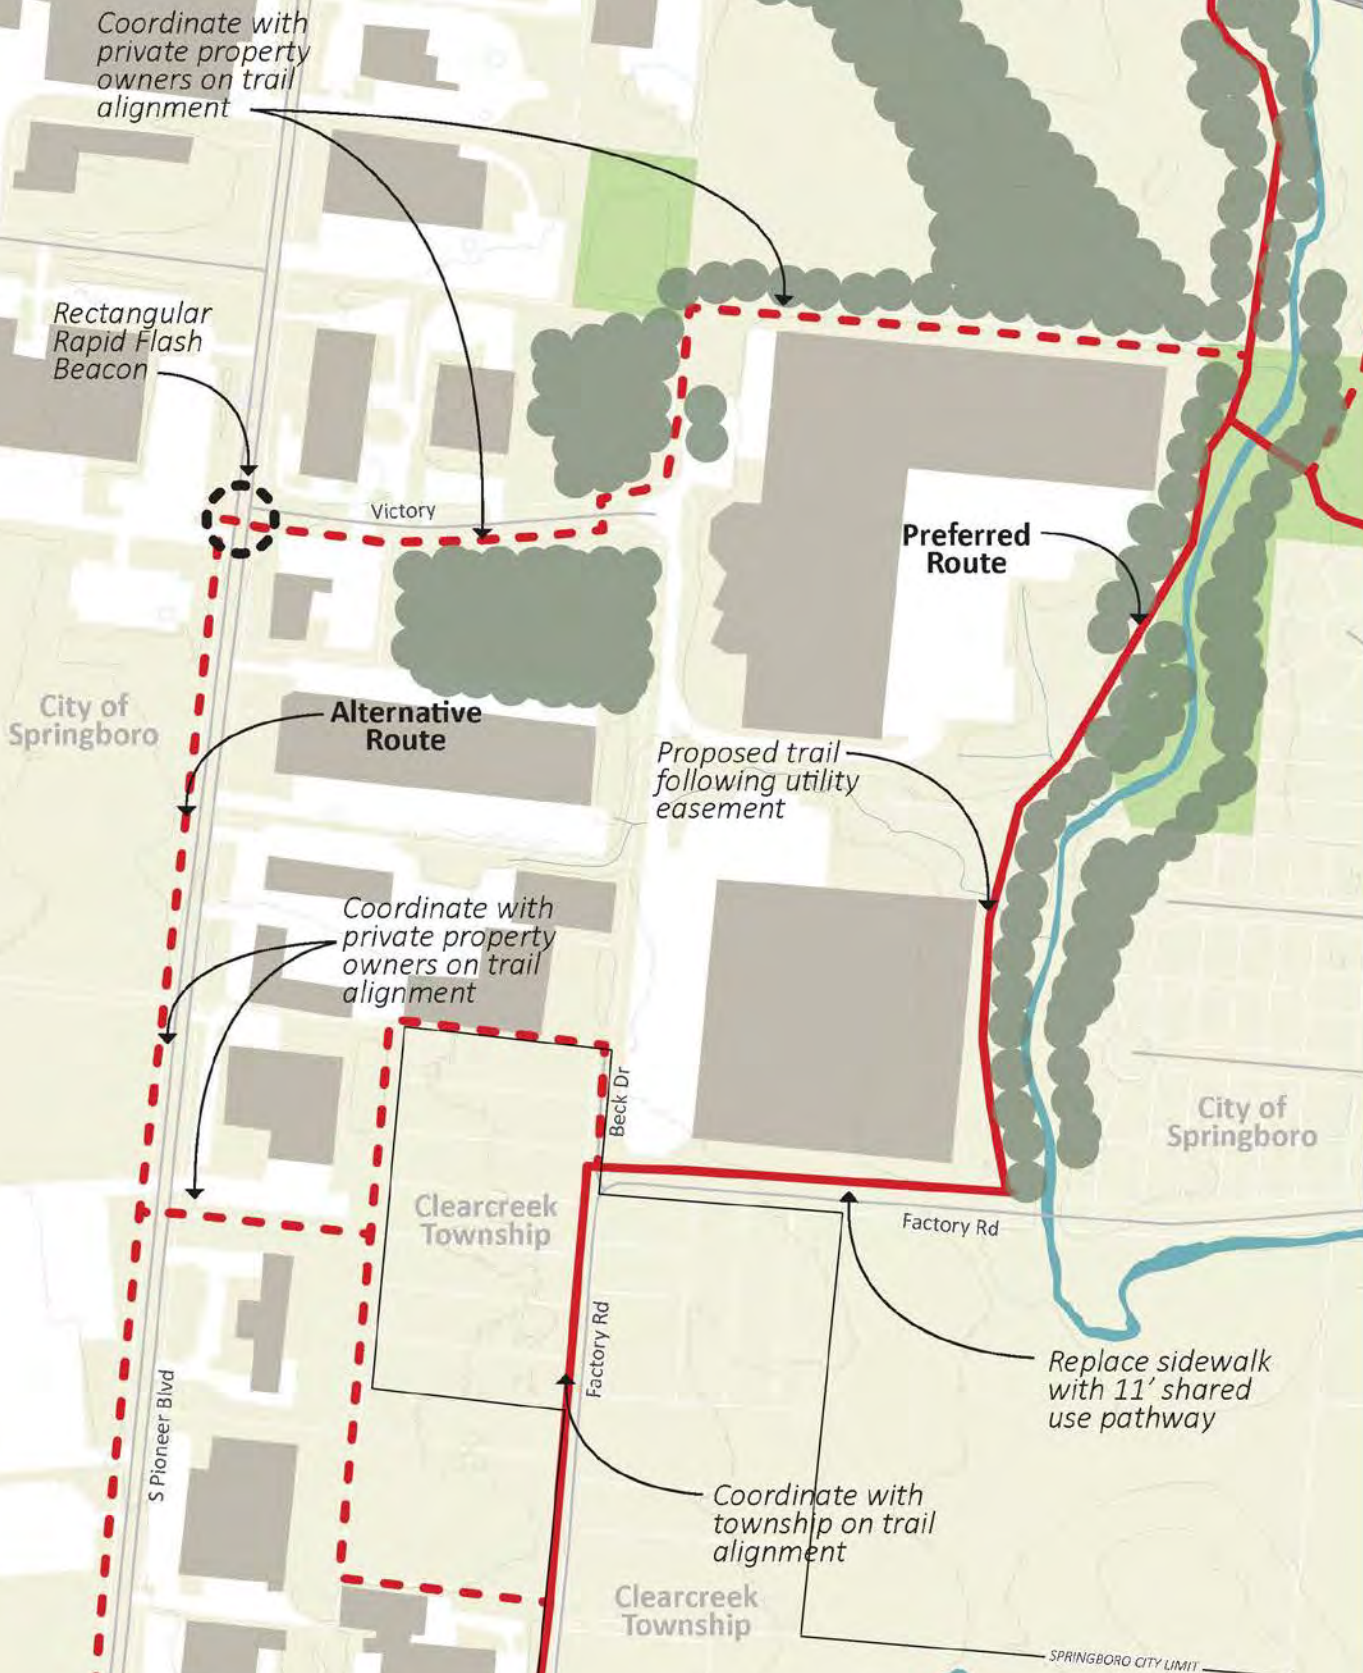 Coordinate with
private property
owners on trail
alignment
Rectangular
Rapid Flash
Beacon
Victory
Preferred
Route
City of
Springboro
Alternative
Route
Proposed trail
following utility
easement
Coordinate with
private property
owners on trail
alignment
Beck Dr
City of
Springboro
Clearcreek
Township
Factory Rd
Factory Rd
S Pioneer Blvd
Replace sidewalk
with 11' shared
use pathway
Coordinate with
township on trail
alignment
Clearcreek
Township
SPRINGBORO CITY LIMIT